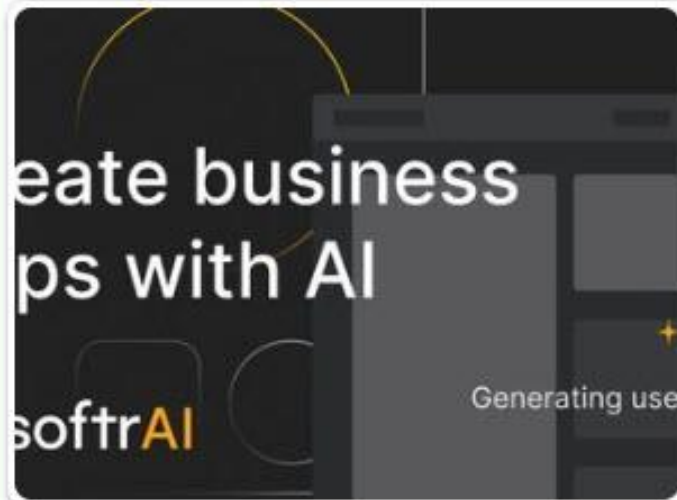 eate business
ps with AI
softrAI
Generating use